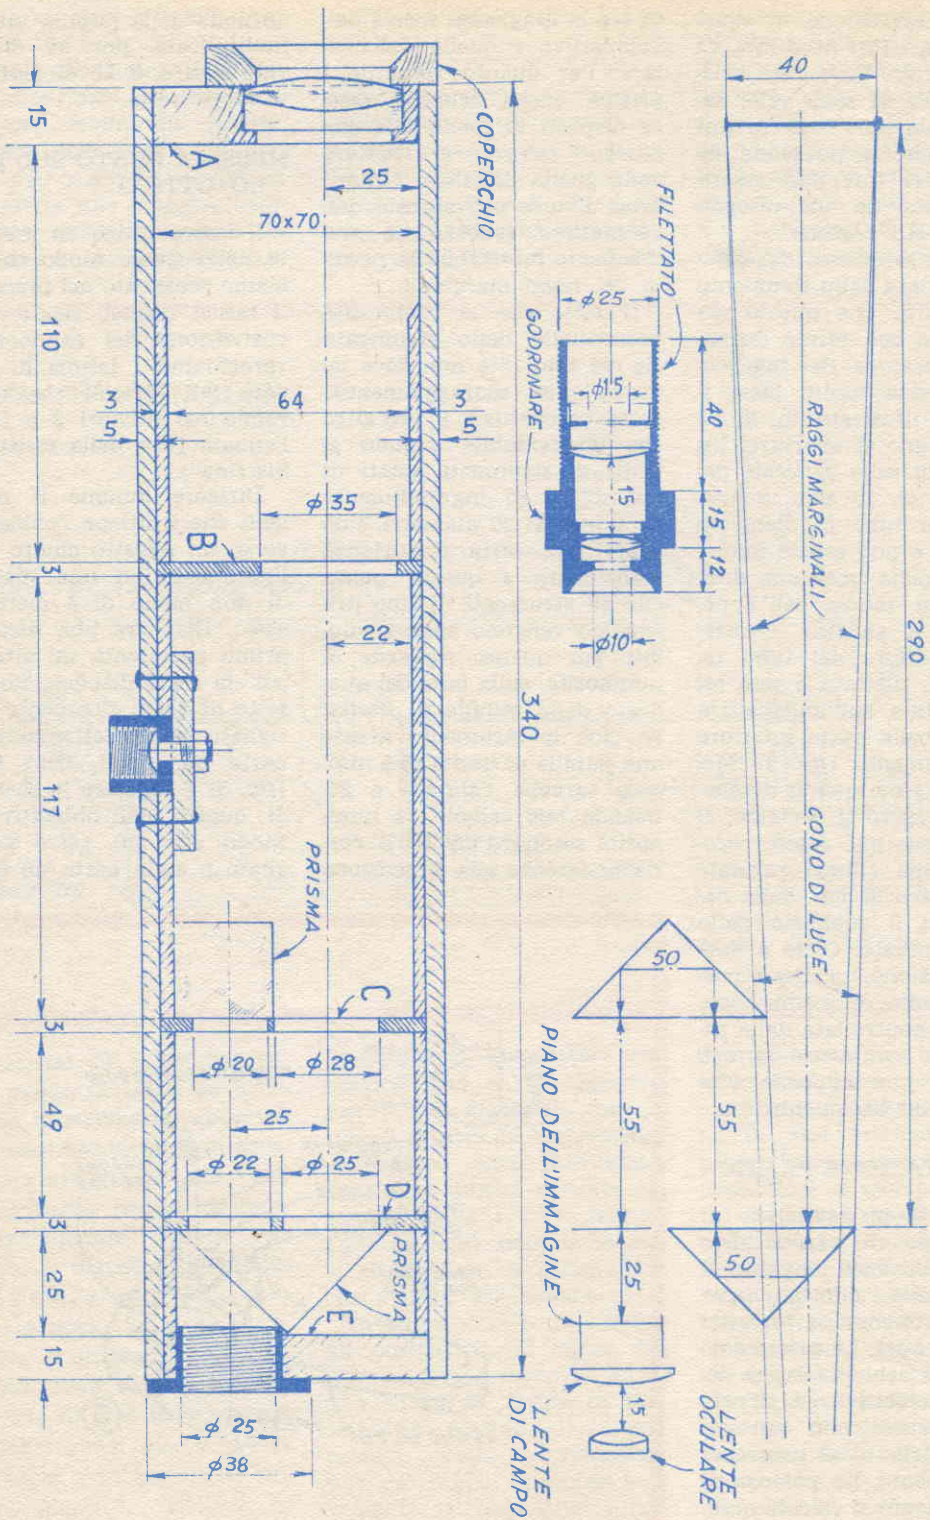 40
290
RAGGI MARGINALI
CONO DI LUCE
50
55
55
50
25
15
PIANO DELL'IMMAGINE
LENTE
OCULARE
LENTE
DI CAMPO
FILETTATO
GODRONARE
φ25
φ1.5
15
40
15
12
φ10
COPERCHIO
340
15
A
25
70x70
110
3
5
64
3
5
φ35
B
3
22
117
PRISMA
C
3
φ20
φ28
49
25
φ22
φ25
D
3
PRISMA
25
E
15
φ25
φ38